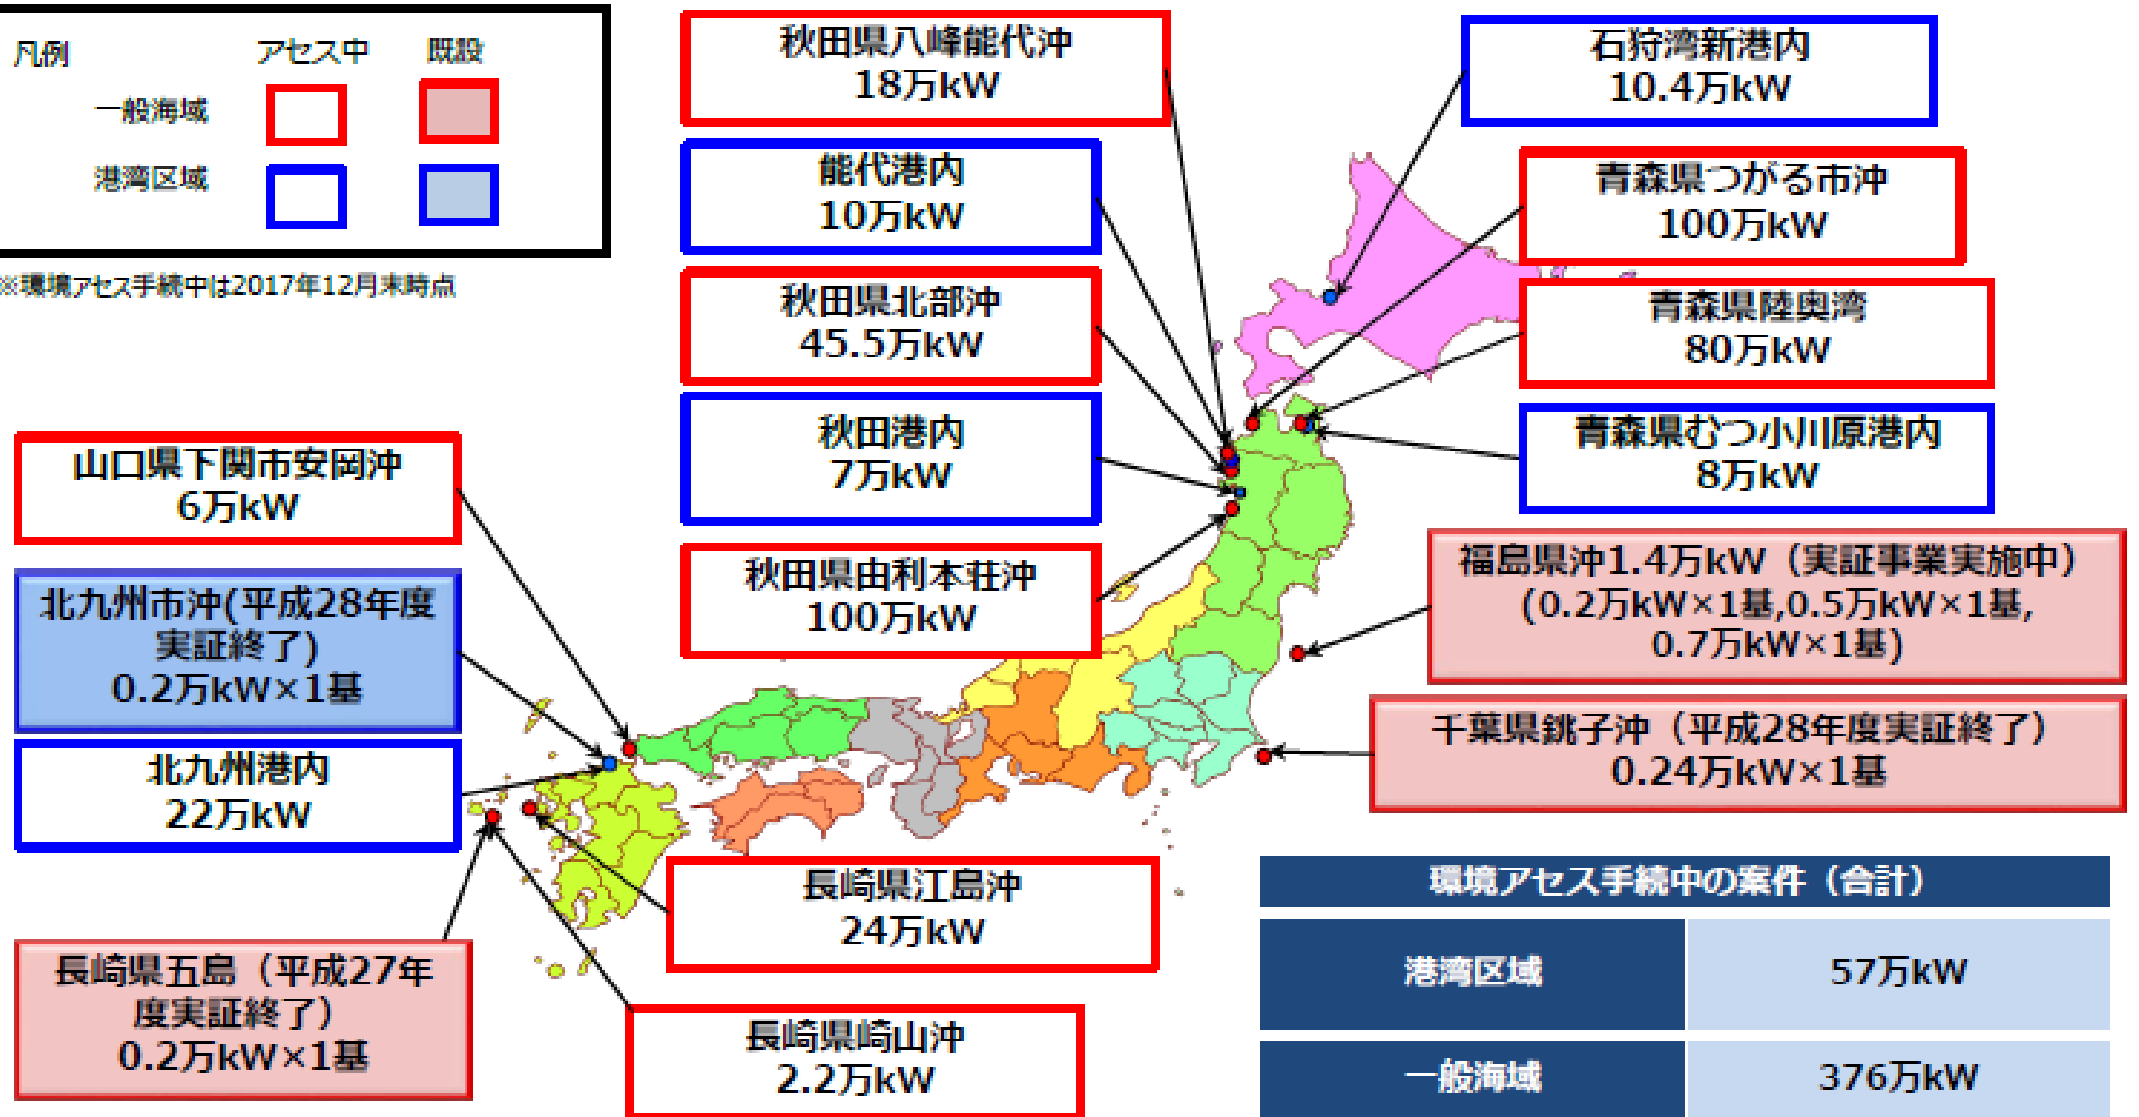 凡例
アセス中
既設
一般海域
港湾区域
※環境アセス手続中は2017年12月末時点
秋田県八峰能代沖
18万kW
能代港内
10万kW
秋田県北部沖
45.5万kW
秋田港内
7万kW
秋田県由利本荘沖
100万kW
石狩湾新港内
10.4万kW
青森県つがる市沖
100万kW
青森県陸奥湾
80万kW
青森県むつ小川原港内
8万kW
福島県沖1.4万kW（実証事業実施中）
(0.2万kW×1基,0.5万kW×1基,
0.7万kW×1基)
千葉県銚子沖（平成28年度実証終了）
0.24万kW×1基
山口県下関市安岡沖
6万kW
北九州市沖(平成28年度
実証終了)
0.2万kW×1基
北九州港内
22万kW
長崎県五島（平成27年
度実証終了）
0.2万kW×1基
長崎県江島沖
24万kW
長崎県崎山沖
2.2万kW
環境アセス手続中の案件（合計）
港湾区域
57万kW
一般海域
376万kW